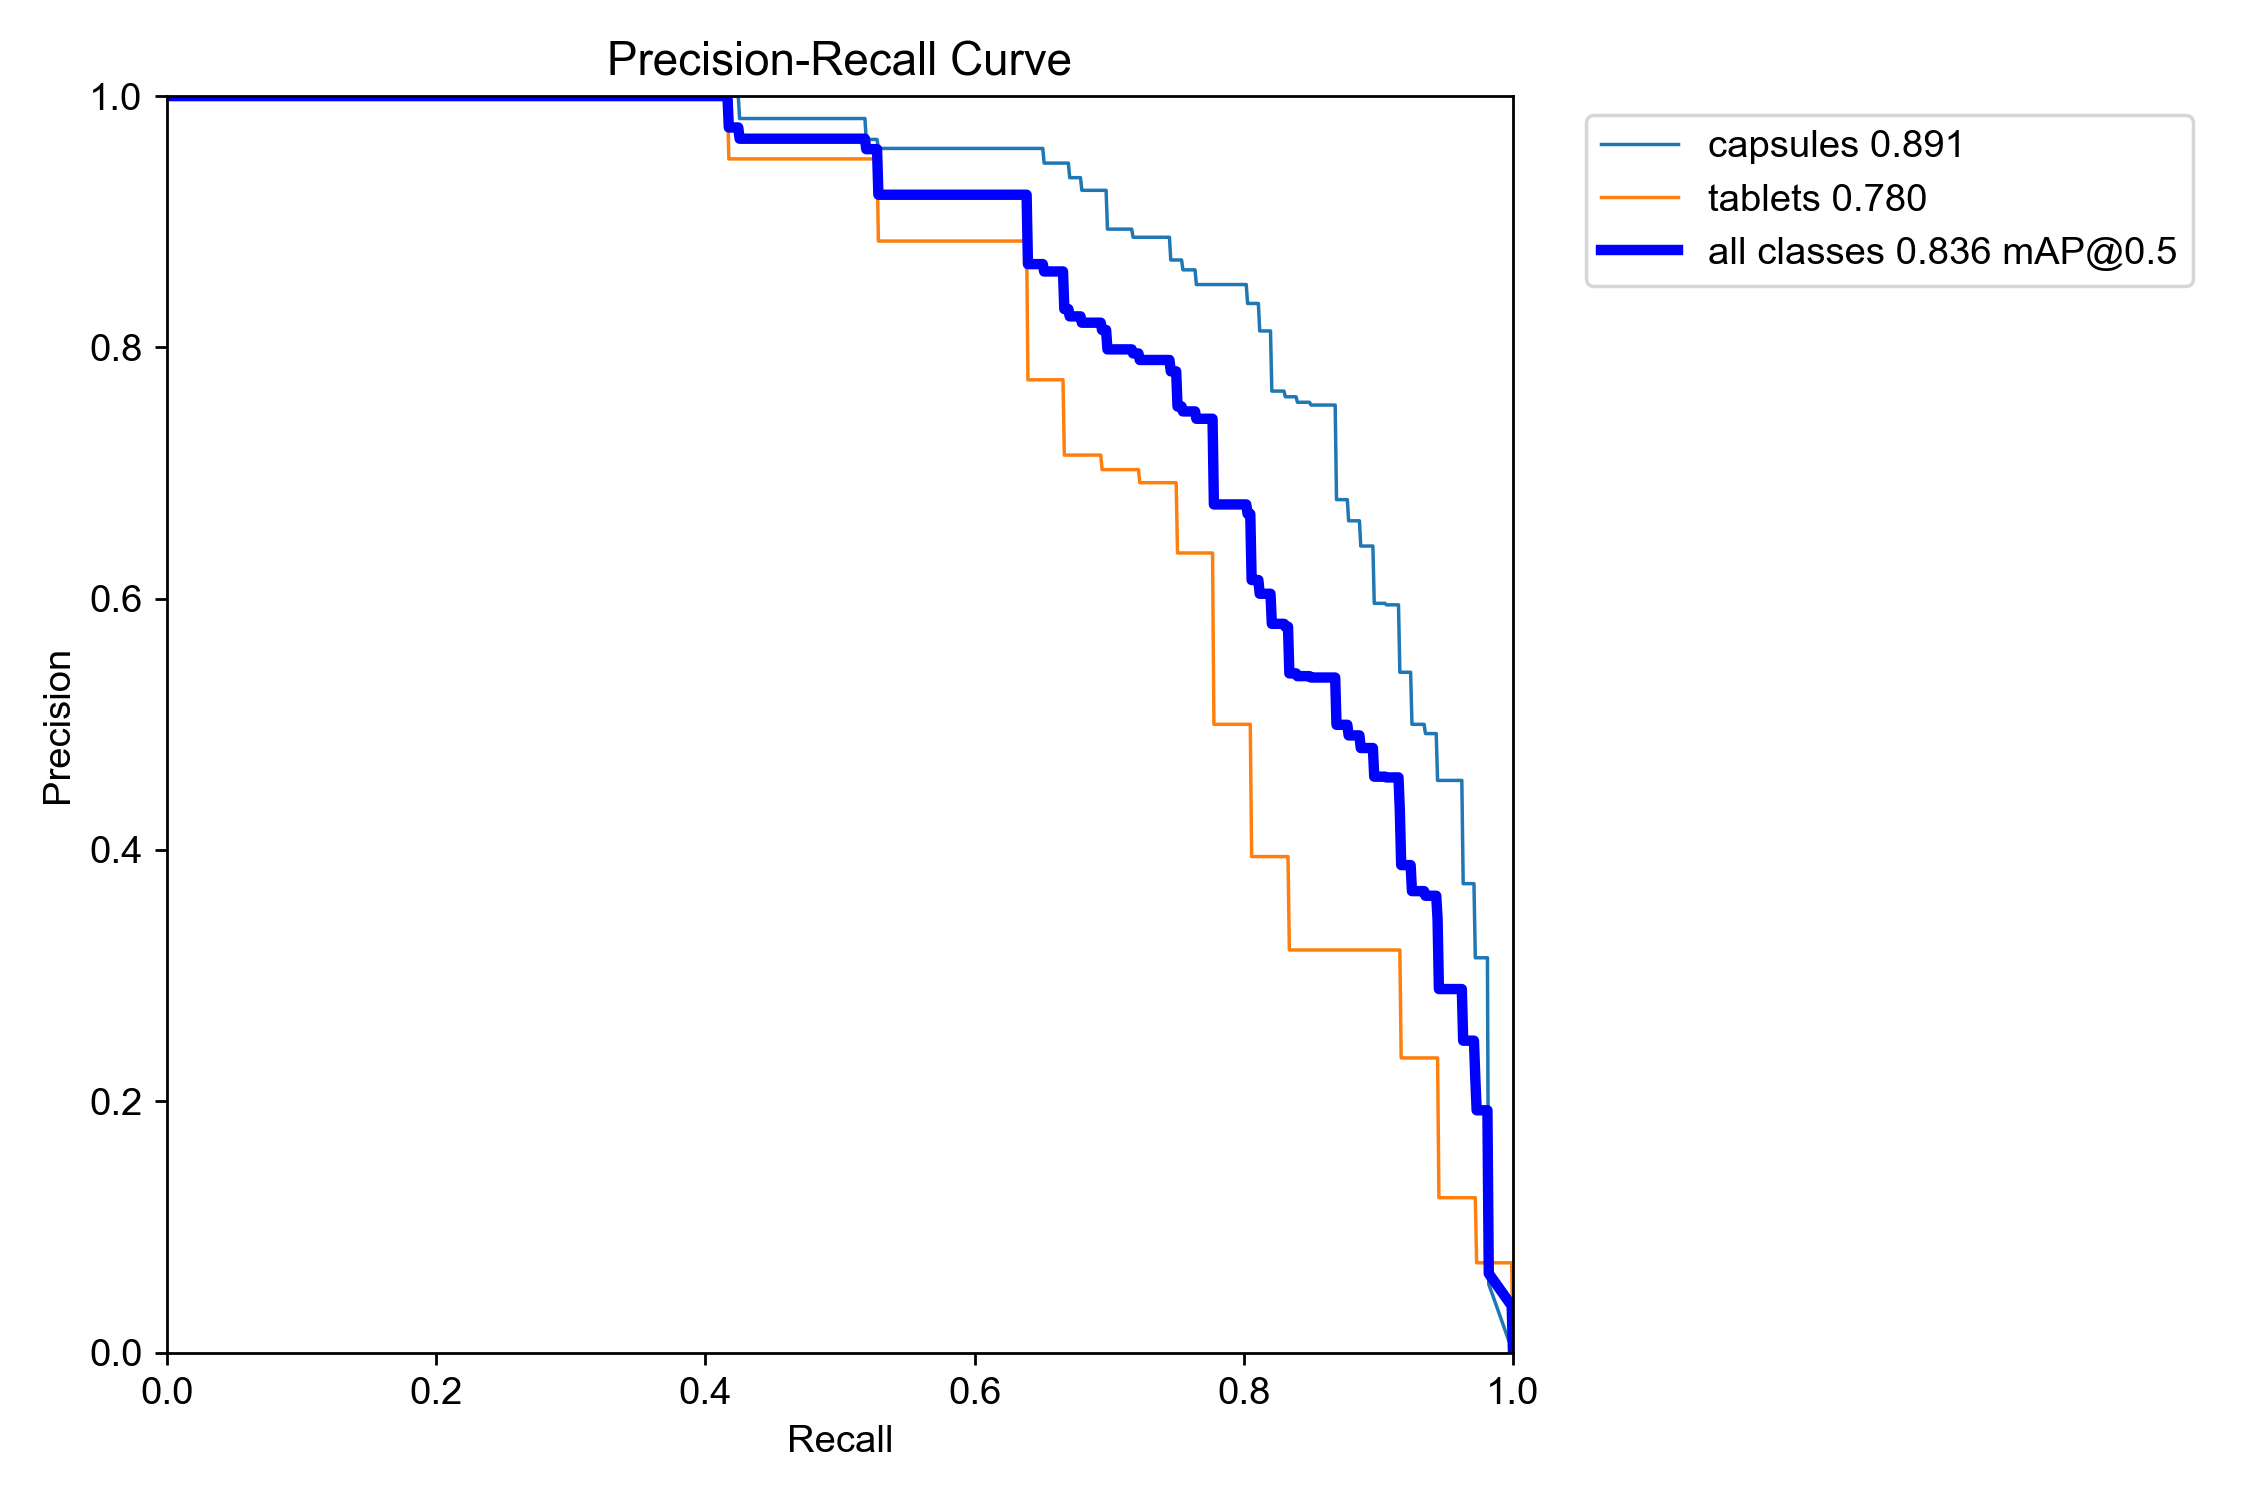 Precision-Recall Curve
1.0
0.8
0.6
0.4
0.2
0.0
Precision
0.0 0.2 0.4 0.6 0.8 1.0
Recall
capsules 0.891
tablets 0.780
all classes 0.836 mAP@0.5